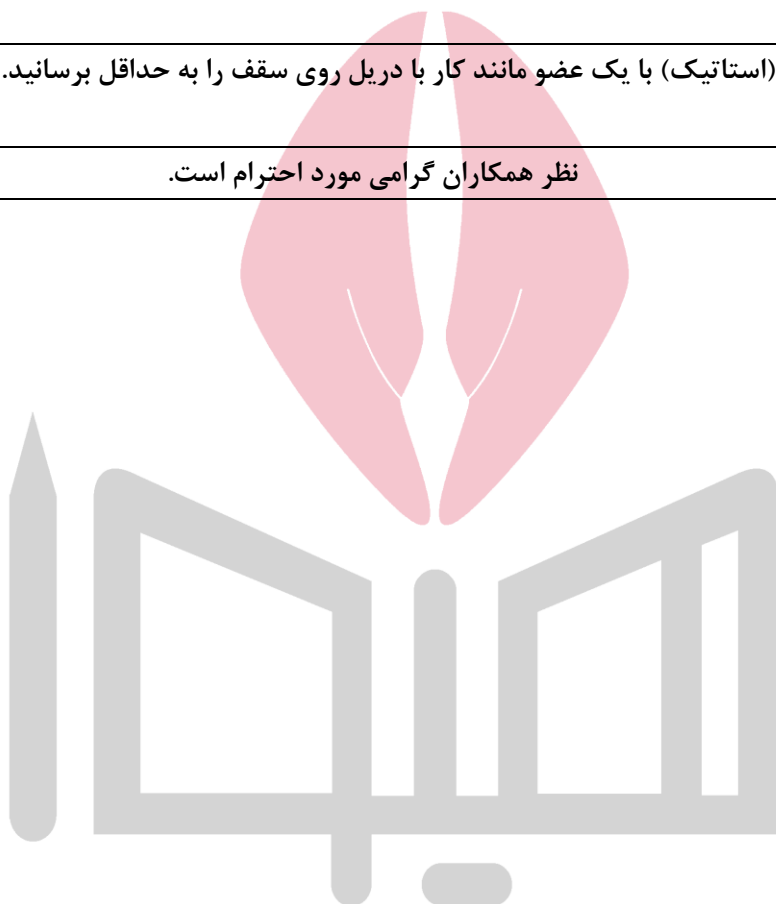 (استاتیک) با یک عضو مانند کار با دریل روی سقف را به حداقل برسانید.
نظر همکاران گرامی مورد احترام است.